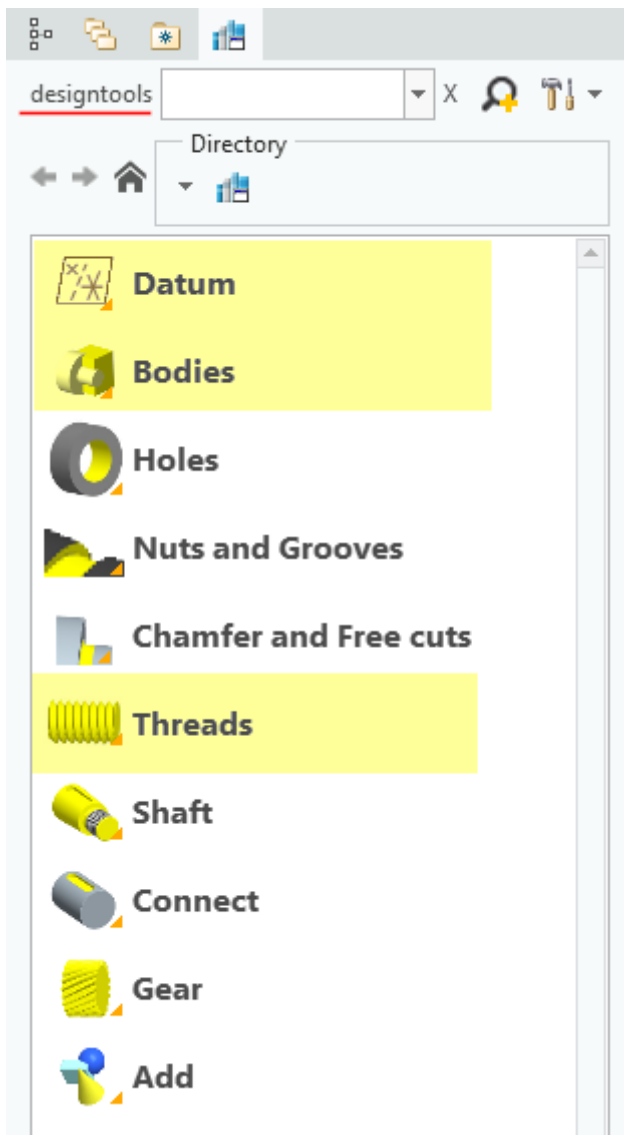 designtools X
Directory
Datum
Bodies
Holes
Nuts and Grooves
Chamfer and Free cuts
Threads
Shaft
Connect
Gear
Add